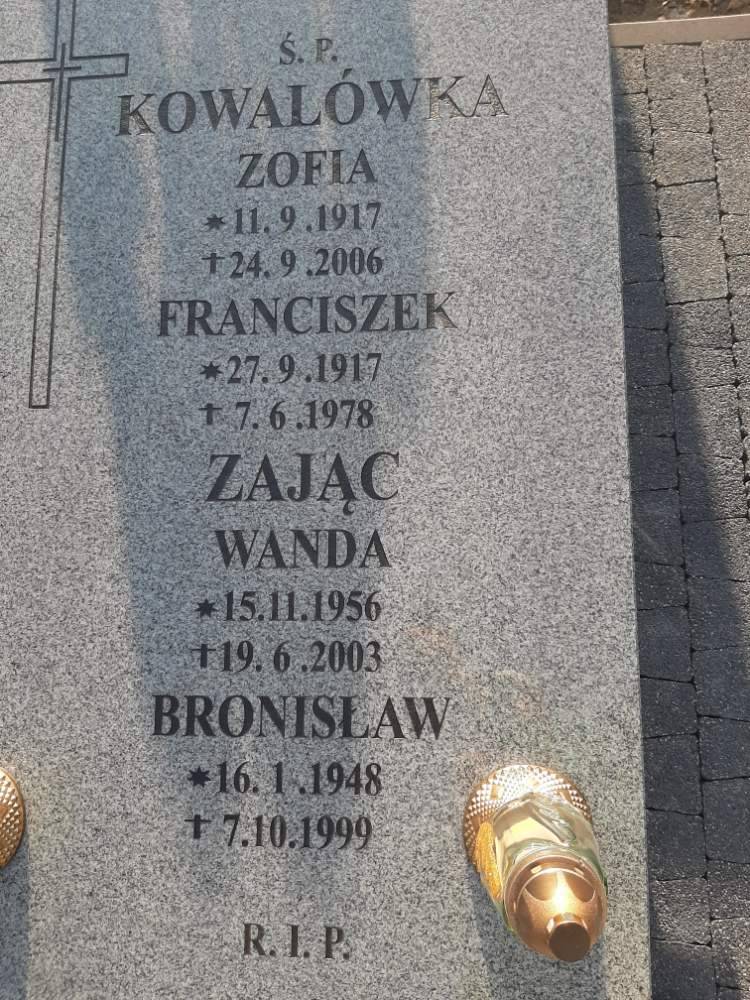 Ś. P.
KOWALÓWKA
ZOFIA
*11.9.1917
†24.9.2006
FRANCISZEK
*27.9.1917
†7.6.1978
ZAJĄC
WANDA
*15.11.1956
†19.6.2003
BRONISŁAW
*16.1.1948
†7.10.1999
R. I. P.